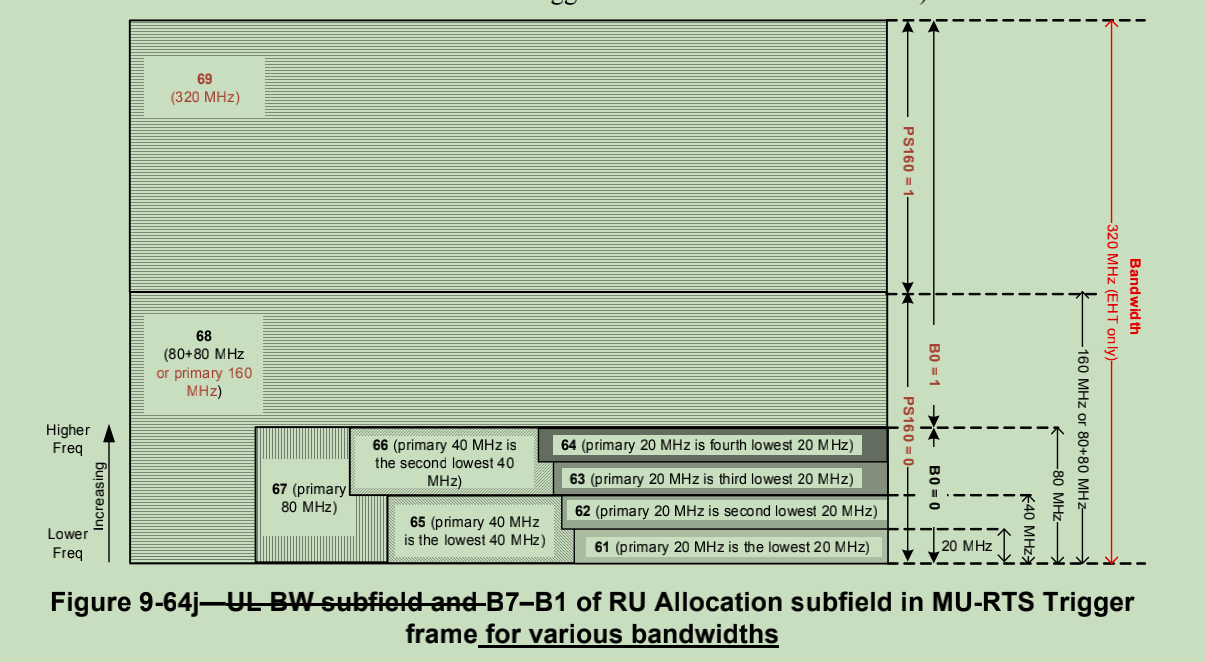 69
(320 MHz)
68
(80+80 MHz
or primary 160
MHz)
67 (primary
80 MHz)
66 (primary 40 MHz is
the second lowest 40
MHz)
65 (primary 40 MHz
is the lowest 40 MHz)
64 (primary 20 MHz is fourth lowest 20 MHz)
63 (primary 20 MHz is third lowest 20 MHz)
62 (primary 20 MHz is second lowest 20 MHz)
61 (primary 20 MHz is the lowest 20 MHz)
Higher
Freq
Increasing
Lower
Freq
PS160 = 1
PS160 = 0
B0 = 1
B0 = 0
20 MHz
40 MHz
80 MHz
160 MHz or 80+80 MHz
320 MHz (EHT only)
Bandwidth
Figure 9-64j—UL BW subfield and B7–B1 of RU Allocation subfield in MU-RTS Trigger
frame for various bandwidths